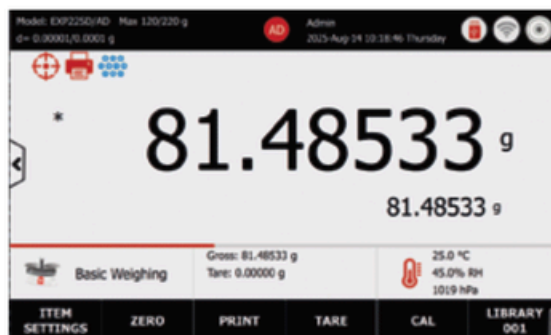 Model: EXP225D/AD Max 120/220 g
d= 0.00001/0.0001 g
AD
Admin
2025-Aug 14 10:18:46 Thursday
*
81.48533 g
81.48533 g
Basic Weighing
Gross: 81.48533 g
Tare: 0.00000 g
25.0 °C
45.0% RH
1019 hPa
ITEM SETTINGS
ZERO
PRINT
TARE
CAL
LIBRARY 001